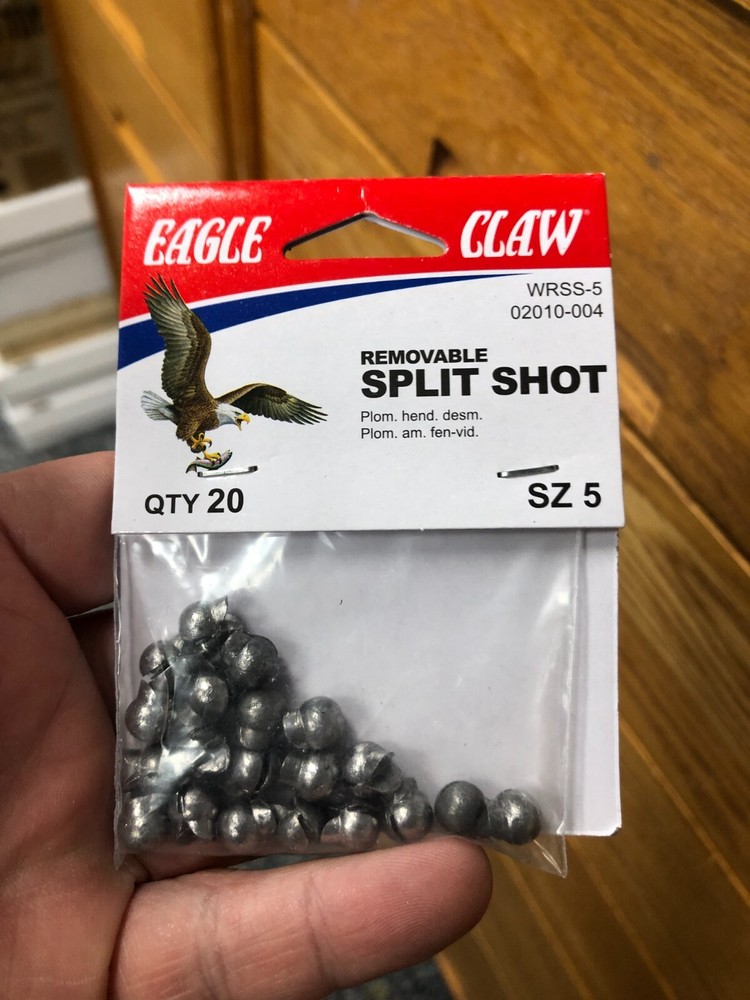 EAGLE CLAW
WRSS-5
02010-004
REMOVABLE
SPLIT SHOT
Plom. hend. desm.
Plom. am. fen-vid.
QTY 20
SZ 5